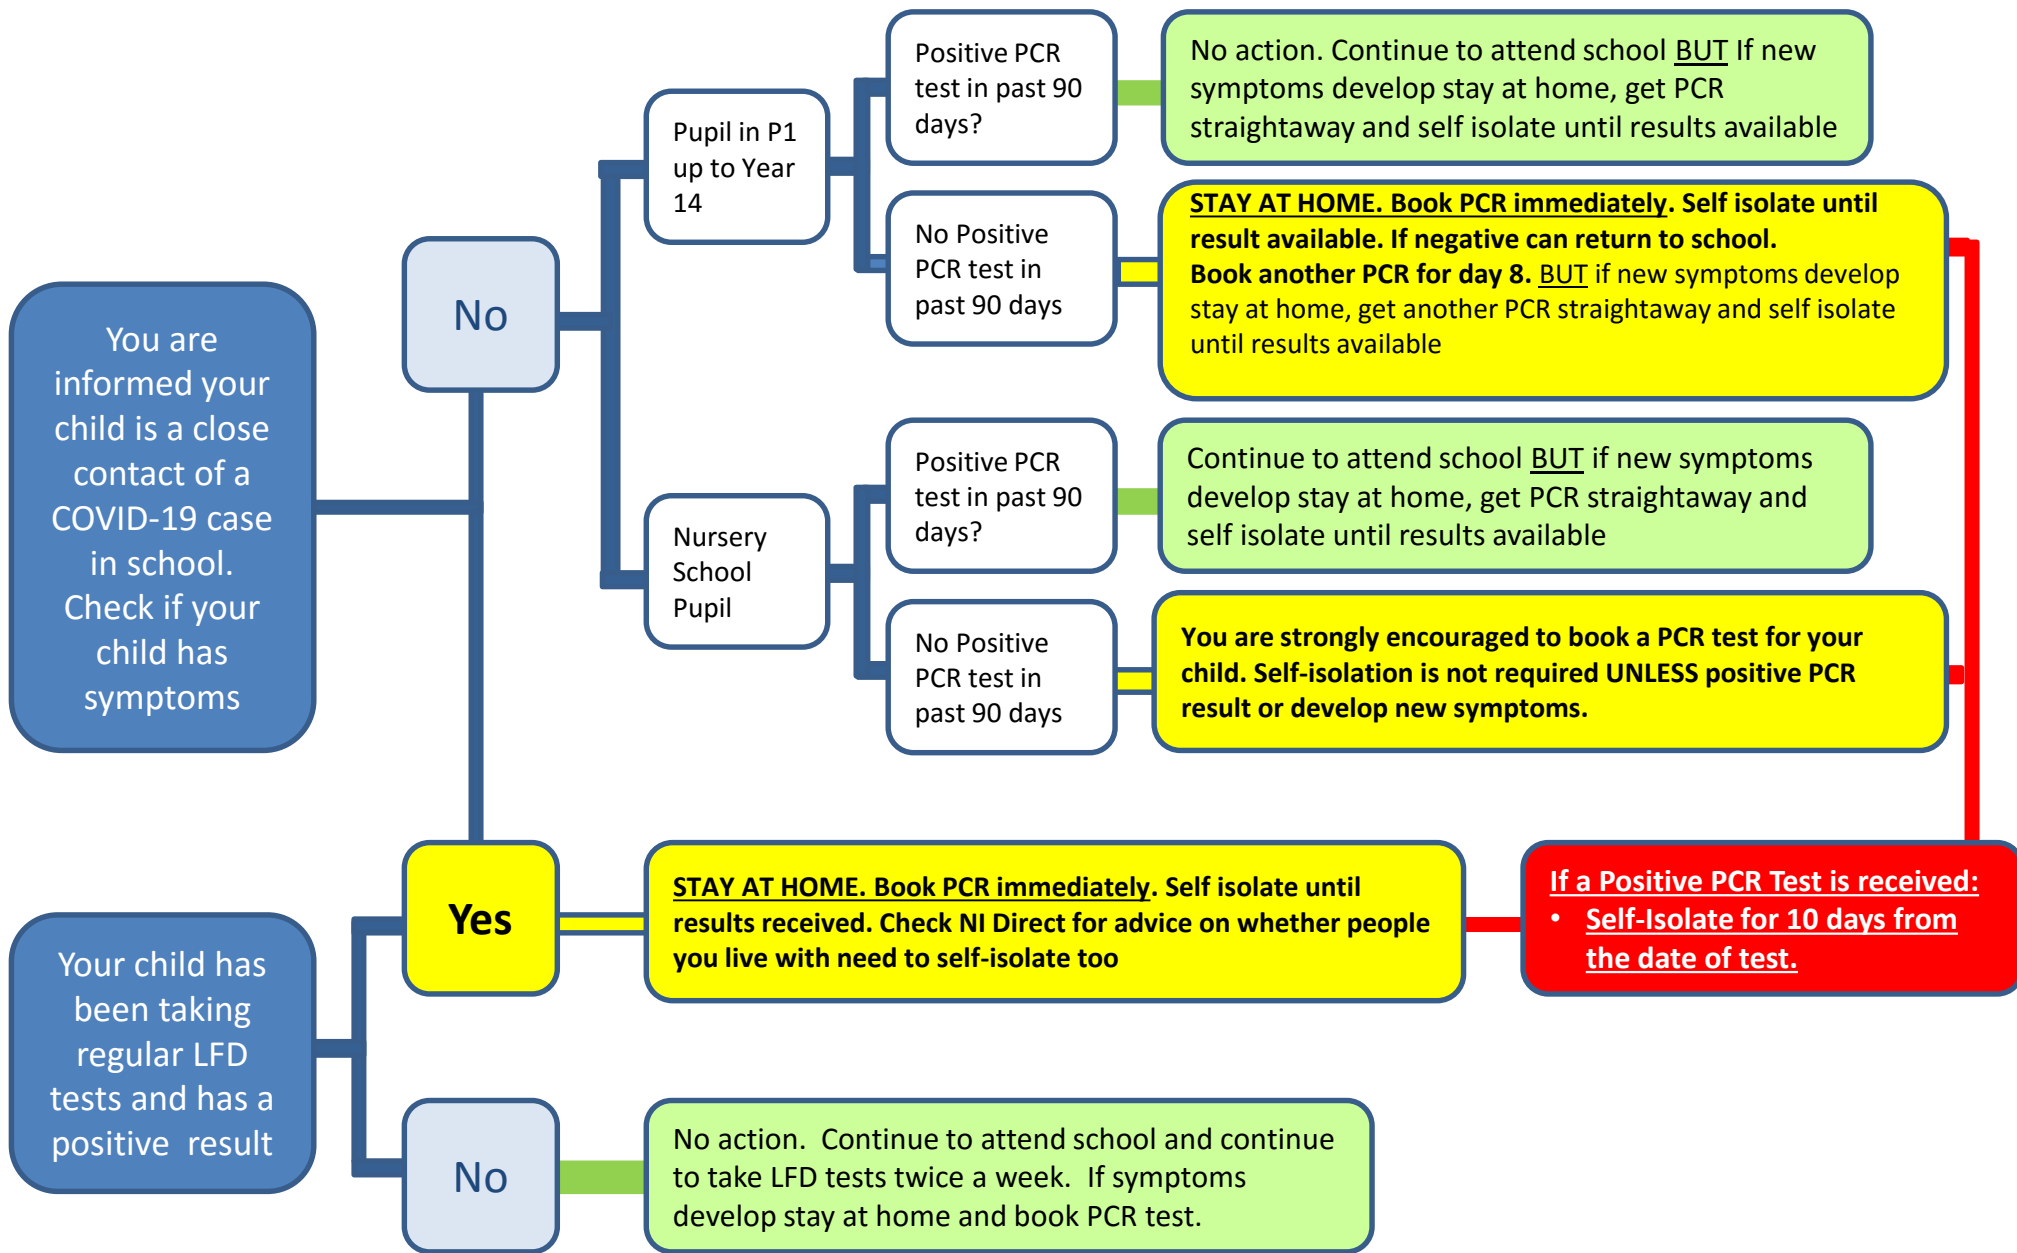 You are
informed your
child is a close
contact of a
COVID-19 case
in school.
Check if your
child has
symptoms
No
Pupil in P1
up to Year
14
Positive PCR
test in past 90
days?
No action. Continue to attend school BUT If new
symptoms develop stay at home, get PCR
straightaway and self isolate until results available
No Positive
PCR test in
past 90 days
STAY AT HOME. Book PCR immediately. Self isolate until
result available. If negative can return to school.
Book another PCR for day 8. BUT if new symptoms develop
stay at home, get another PCR straightaway and self isolate
until results available
Nursery
School
Pupil
Positive PCR
test in past 90
days?
Continue to attend school BUT if new symptoms
develop stay at home, get PCR straightaway and
self isolate until results available
No Positive
PCR test in
past 90 days
You are strongly encouraged to book a PCR test for your
child. Self-isolation is not required UNLESS positive PCR
result or develop new symptoms.
Your child has
been taking
regular LFD
tests and has a
positive  result
Yes
STAY AT HOME. Book PCR immediately. Self isolate until
results received. Check NI Direct for advice on whether people
you live with need to self-isolate too
If a Positive PCR Test is received:
• Self-Isolate for 10 days from
the date of test.
No
No action.  Continue to attend school and continue
to take LFD tests twice a week.  If symptoms
develop stay at home and book PCR test.